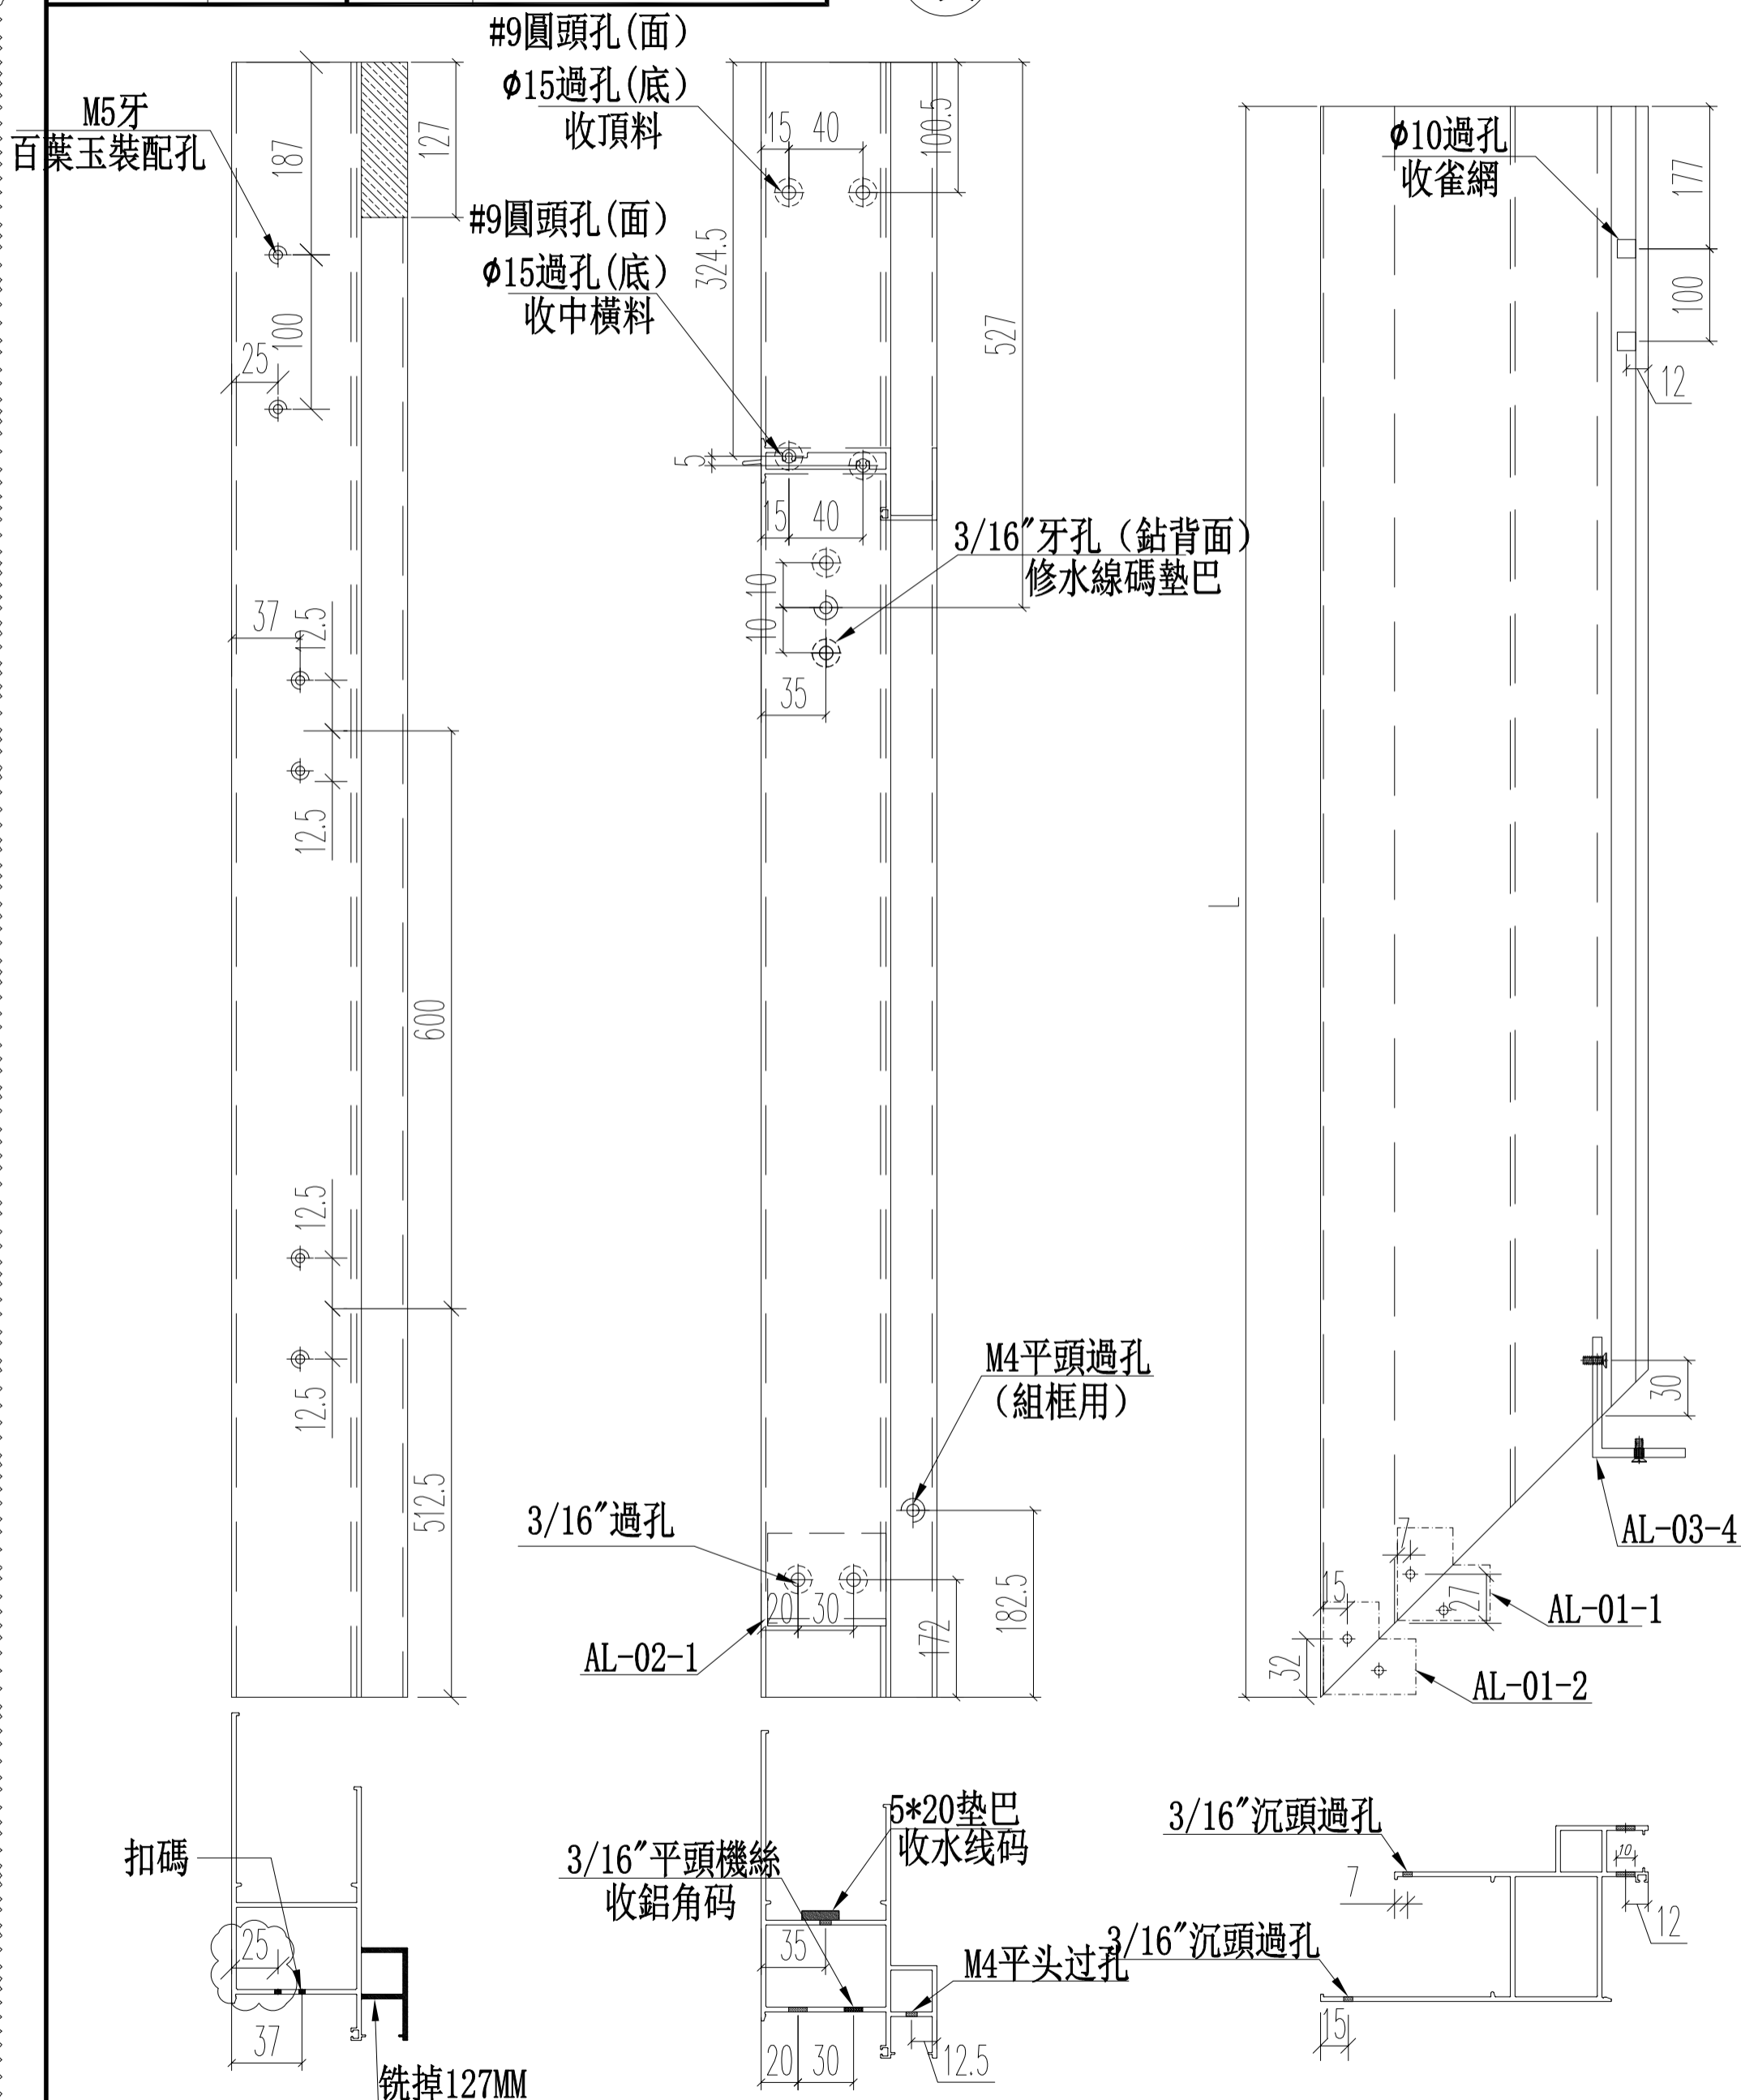 #9圓頭孔(面)
ϕ15過孔(底)
收頂料
M5牙
百葉玉裝配孔
187
127
15
40
100.5
ϕ10過孔
收雀網
177
#9圓頭孔(面)
ϕ15過孔(底)
收中橫料
324.5
527
100
25
100
12
5
15
40
3/16″牙孔（鉆背面）
修水線碼墊巴
10
10
37
12.5
35
12.5
L
600
12.5
12.5
M4平頭過孔
（組框用）
30
512.5
3/16″過孔
AL-03-4
7
15
27
20
30
182.5
172
AL-01-1
AL-02-1
32
AL-01-2
5*20垫巴
收水线码
3/16″沉頭過孔
扣碼
3/16″平頭機絲
收鋁角码
10
7
25
35
12
3/16″沉頭過孔
M4平头过孔
15
37
20
30
12.5
铣掉127MM